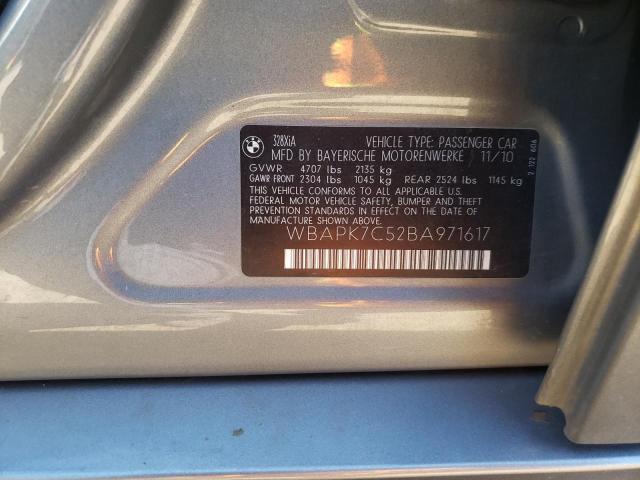 328XiA VEHICLE TYPE: PASSENGER CAR
MFD BY BAYERISCHE MOTORENWERKE 11/10
GVWR 4707 lbs 2135 kg
GAWR FRONT 2304 lbs 1045 kg REAR 2524 lbs 1145 kg
THIS VEHICLE CONFORMS TO ALL APPLICABLE U.S.
FEDERAL MOTOR VEHICLE SAFETY, BUMPER AND THEFT
PREVENTION STANDARDS IN EFFECT ON THE DATE OF
MANUFACTURE SHOWN ABOVE.
WBAPK7C52BA971617